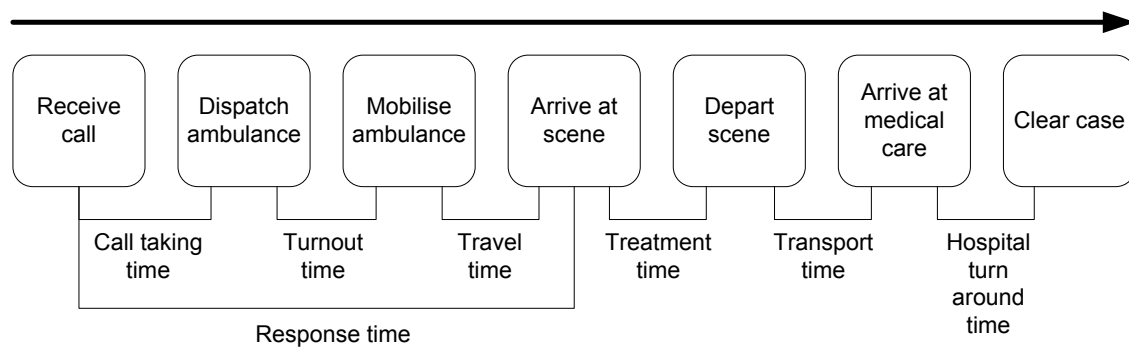 Receive
call
Dispatch
ambulance
Mobilise
ambulance
Arrive at
scene
Depart
scene
Arrive at
medical
care
Clear case
Call taking
time
Turnout
time
Travel
time
Treatment
time
Transport
time
Hospital
turn
around
time
Response time